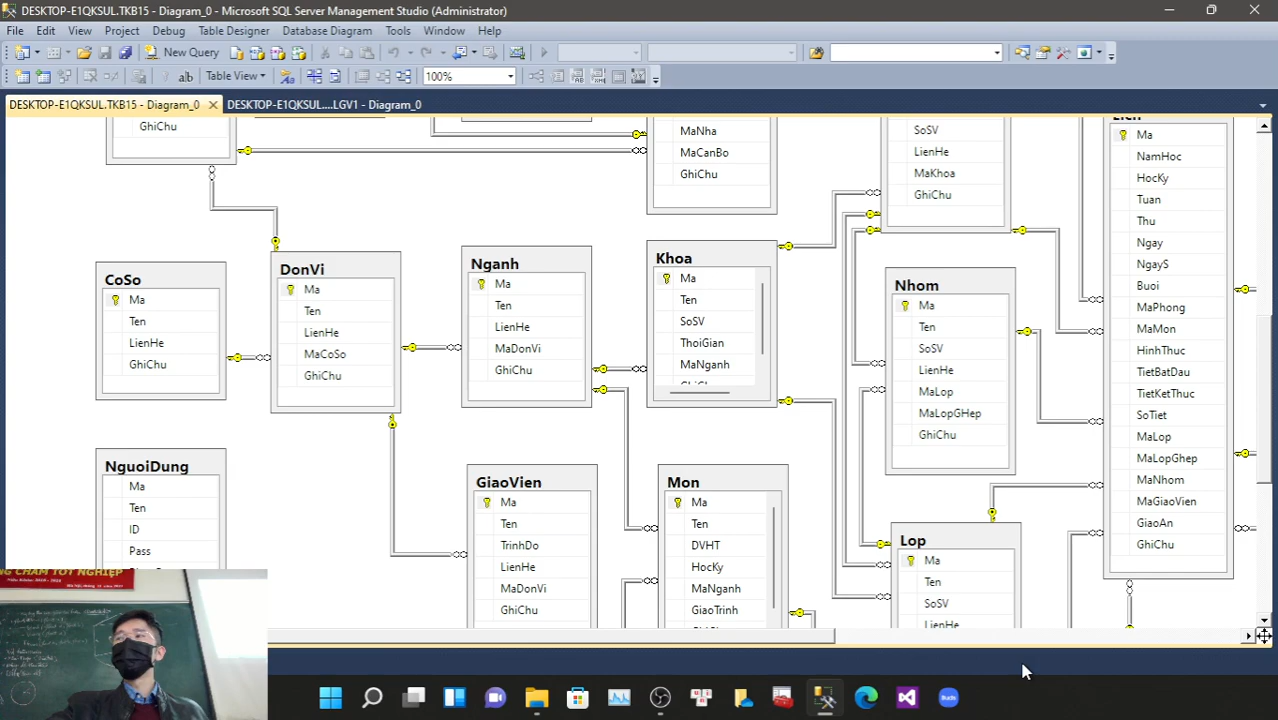 DESKTOP-E1QKSUL.TKB15 - Diagram_0 - Microsoft SQL Server Management Studio (Administrator)
File Edit View Project Debug Table Designer Database Diagram Tools Window Help
New Query
Table View 100%
DESKTOP-E1QKSUL.TKB15 - Diagram_0 DESKTOP-E1QKSUL....LGV1 - Diagram_0
GhiChu
MaNha
MaCanBo
GhiChu
SoSV
LienHe
MaKhoa
GhiChu
Ma
NamHoc
HocKy
Tuan
Thu
Ngay
NgayS
Buoi
MaPhong
MaMon
HinhThuc
TietBatDau
TietKetThuc
SoTiet
MaLop
MaLopGhep
MaNhom
MaGiaoVien
GiaoAn
GhiChu
CoSo
Ma
Ten
LienHe
GhiChu
DonVi
Ma
Ten
LienHe
MaCoSo
GhiChu
Nganh
Ma
Ten
LienHe
MaDonVi
GhiChu
Khoa
Ma
Ten
SoSV
ThoiGian
MaNganh
Nhom
Ma
Ten
SoSV
LienHe
MaLop
MaLopGHep
GhiChu
NguoiDung
Ma
Ten
ID
Pass
GiaoVien
Ma
Ten
TrinhDo
LienHe
MaDonVi
GhiChu
Mon
Ma
Ten
DVHT
HocKy
MaNganh
GiaoTrinh
Lop
Ma
Ten
SoSV
LienHe